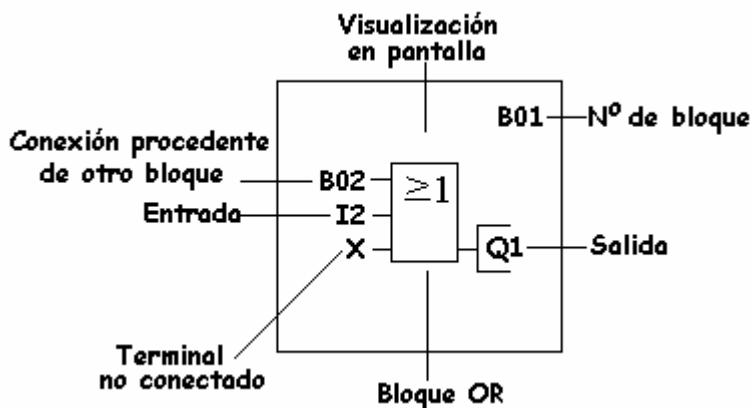 Visualización
en pantalla
B01
Nº de bloque
Conexión procedente
de otro bloque
B02
≥1
Entrada
I2
X
Q1
Salida
Terminal
no conectado
Bloque OR